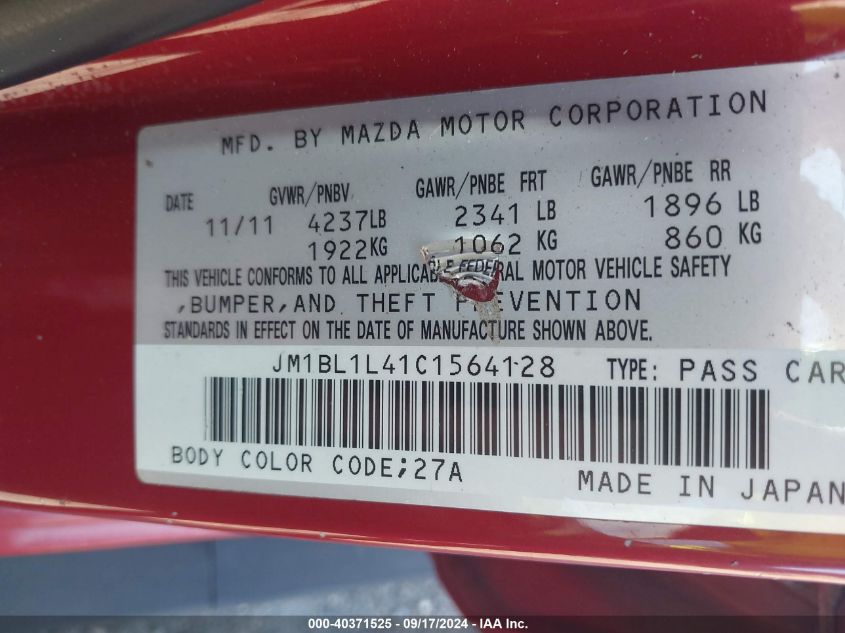 MFD. BY MAZDA MOTOR CORPORATION
DATE GVWR/PNBV GAWR/PNBE FRT GAWR/PNBE RR
11/11 4237LB 2341 LB 1896 LB
1922KG 1062 KG 860 KG
THIS VEHICLE CONFORMS TO ALL APPLICABLE FEDERAL MOTOR VEHICLE SAFETY
,BUMPER,AND THEFT PREVENTION
STANDARDS IN EFFECT ON THE DATE OF MANUFACTURE SHOWN ABOVE.
JM1BL1L41C1564128 TYPE: PASS CAR
BODY COLOR CODE;27A MADE IN JAPAN
000-40371525 - 09/17/2024 - IAAI.COM